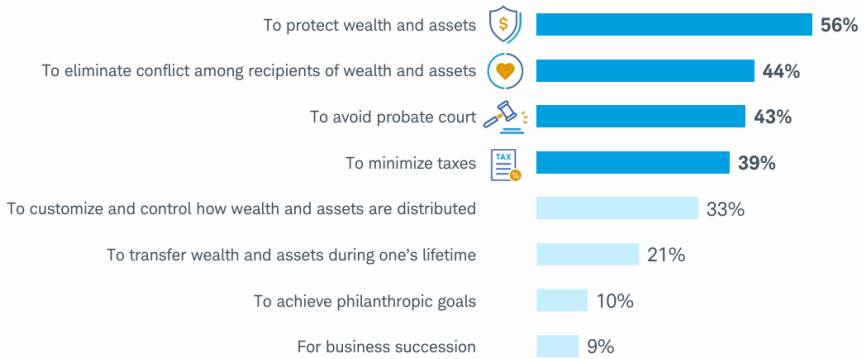 To protect wealth and assets $ 56%
To eliminate conflict among recipients of wealth and assets 44%
To avoid probate court 43%
To minimize taxes TAX % 39%
To customize and control how wealth and assets are distributed 33%
To transfer wealth and assets during one’s lifetime 21%
To achieve philanthropic goals 10%
For business succession 9%